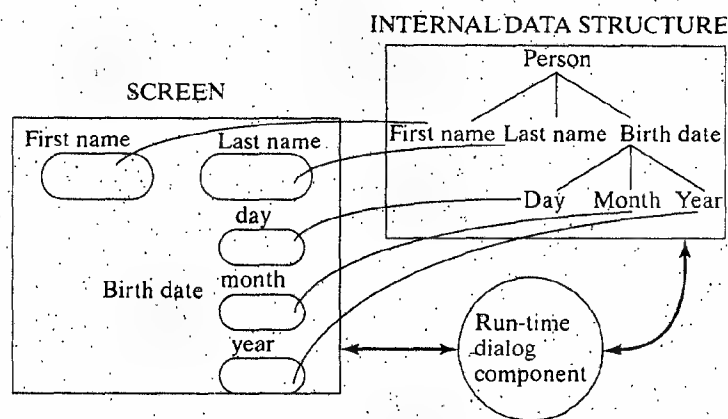 INTERNAL DATA STRUCTURE
Person
SCREEN
First name Last name
First name Last name Birth date
day
Day Month Year
Birth date month
year
Run-time
dialog
component